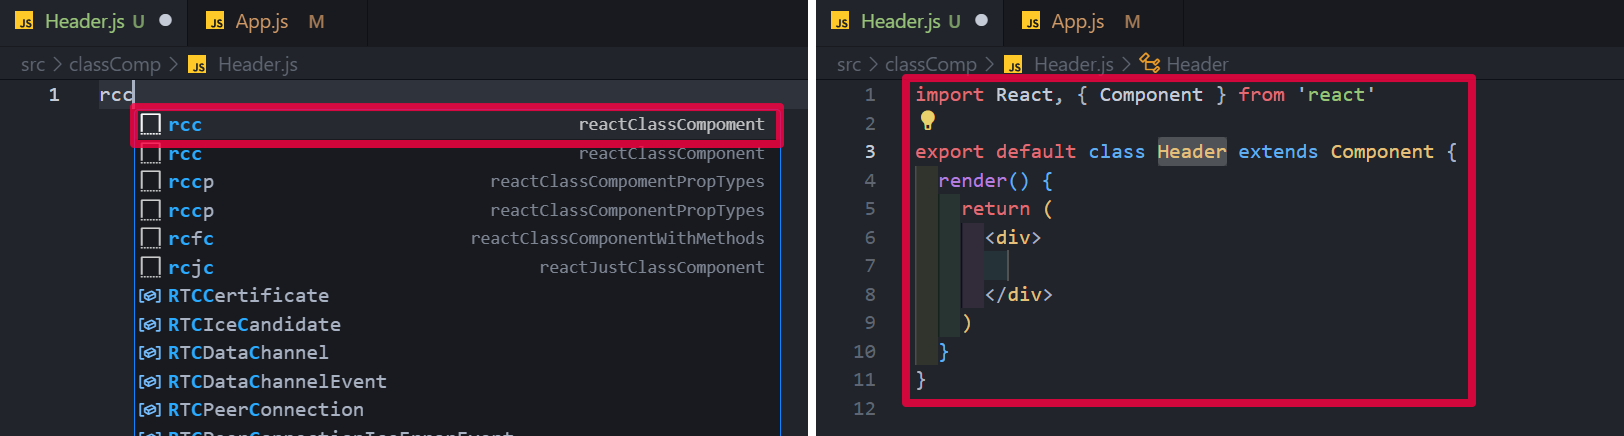 JS Header.js U JS App.js M
src > classComp > JS Header.js
1 rcc
rcc reactClassCompoment
rcc reactClassComponent
rccp reactClassCompomentPropTypes
rccp reactClassComponentPropTypes
rcfc reactClassComponentWithMethods
rcjc reactJustClassComponent
RTCCertificate
RTCIceCandidate
RTCDataChannel
RTCDataChannelEvent
RTCPeerConnection
RTCPeerConnectionIceErrorEvent
JS Header.js U JS App.js M
src > classComp > JS Header.js > Header
1 import React, { Component } from 'react'
2
3 export default class Header extends Component {
4 render() {
5 return (
6 <div>
7
8 </div>
9 )
10 }
11 }
12